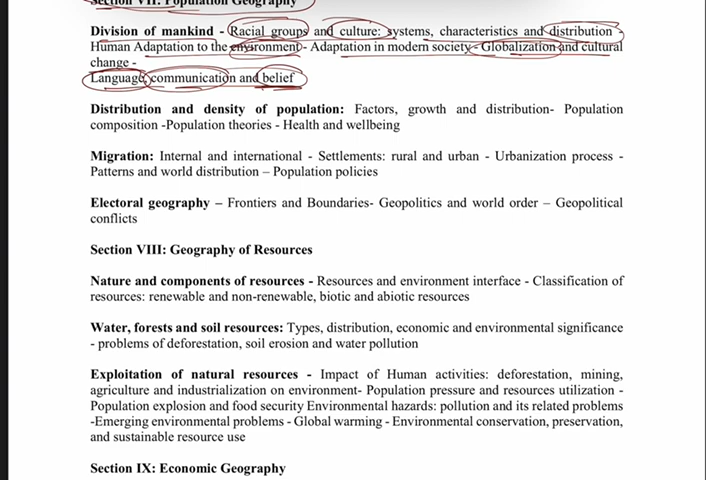 Section VII: Population Geography
Division of mankind - Racial groups and culture: systems, characteristics and distribution -
Human Adaptation to the environment- Adaptation in modern society - Globalization and cultural
change -
Language, communication and belief
Distribution and density of population: Factors, growth and distribution- Population
composition -Population theories - Health and wellbeing
Migration: Internal and international - Settlements: rural and urban - Urbanization process -
Patterns and world distribution – Population policies
Electoral geography – Frontiers and Boundaries- Geopolitics and world order – Geopolitical
conflicts
Section VIII: Geography of Resources
Nature and components of resources - Resources and environment interface - Classification of
resources: renewable and non-renewable, biotic and abiotic resources
Water, forests and soil resources: Types, distribution, economic and environmental significance
- problems of deforestation, soil erosion and water pollution
Exploitation of natural resources - Impact of Human activities: deforestation, mining,
agriculture and industrialization on environment- Population pressure and resources utilization -
Population explosion and food security Environmental hazards: pollution and its related problems
-Emerging environmental problems - Global warming - Environmental conservation, preservation,
and sustainable resource use
Section IX: Economic Geography